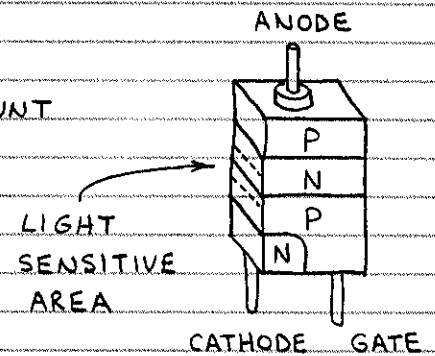 ANODE
UNT
P
N
P
N
LIGHT
SENSITIVE
AREA
CATHODE GATE